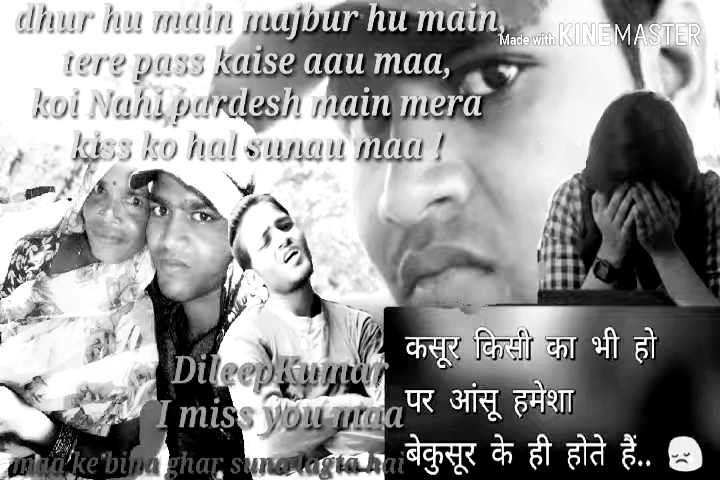 dhur hu main majbur hu main,
Made with KINEMASTER
tere pass kaise aau maa,
koi Nahi,pardesh main mera
kiss ko hal sunau maa !
कसूर किसी का भी हो
पर आंसू हमेशा
बेकुसूर के ही होते हैं..
DileepKumar
I miss you maa
maa ke bina ghar suna lagta hai